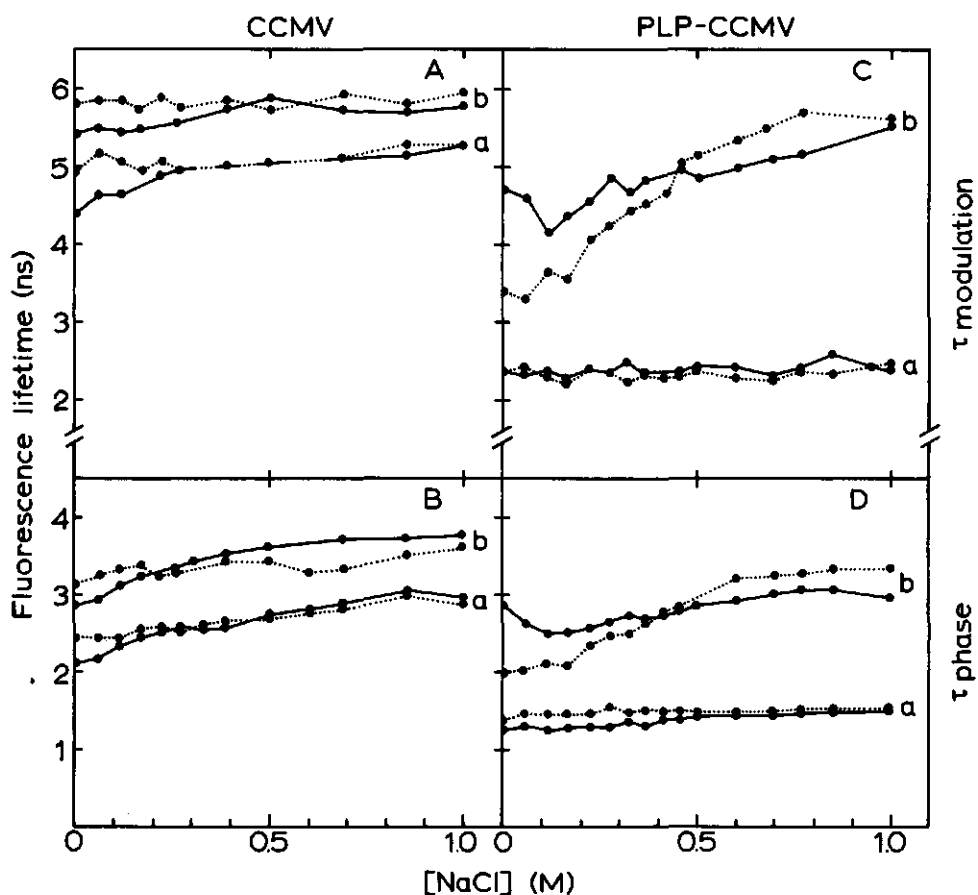 CCMV
PLP-CCMV
Fluorescence lifetime (ns)
A
6
5
4
3
2
b
a
C
b
a
τ modulation
B
4
3
2
1
b
a
D
b
a
τ phase
0
0.5
1.0
0
0.5
1.0
[NaCl] (M)